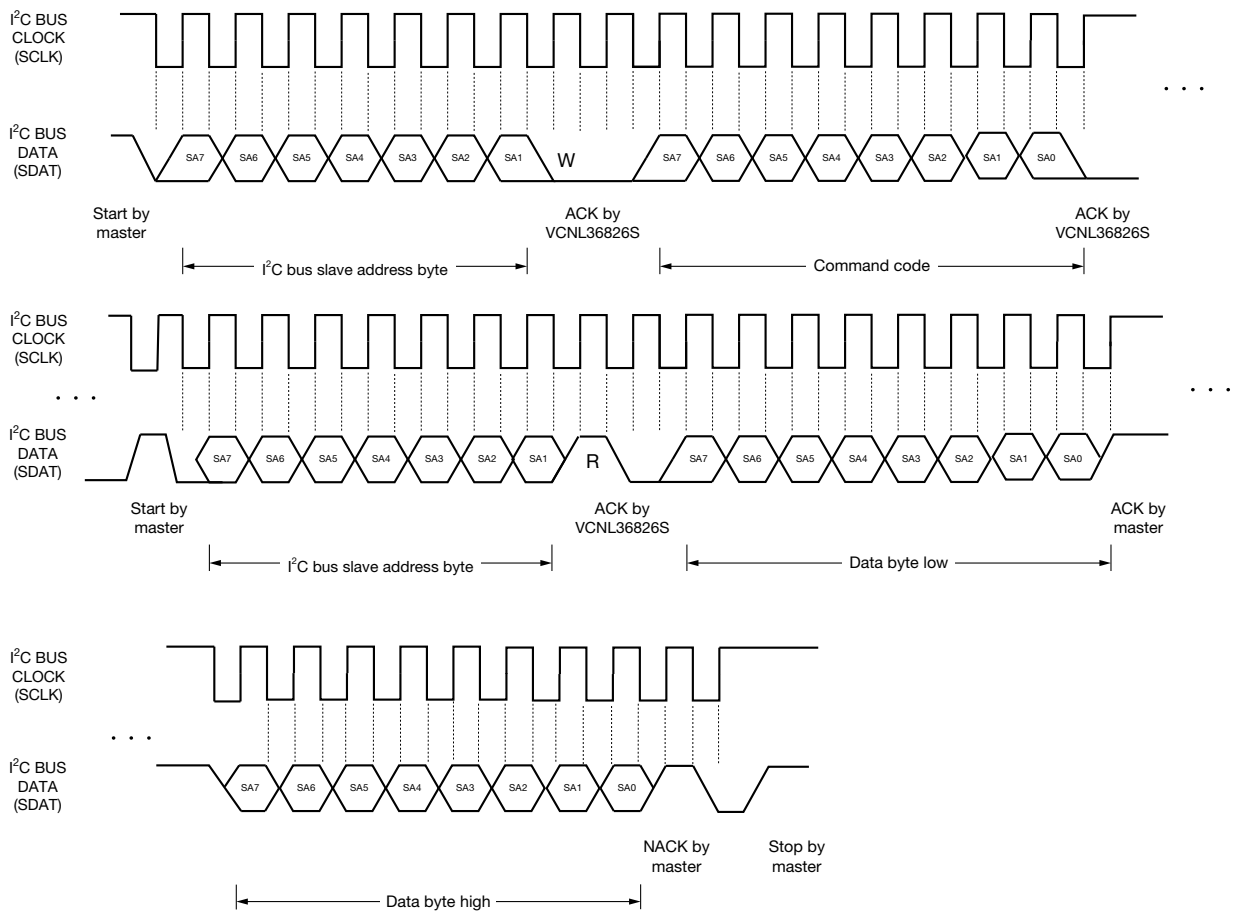 I²C BUS
CLOCK
(SCLK)
. . .
I²C BUS
DATA
(SDAT)
SA7 SA6 SA5 SA4 SA3 SA2 SA1 W SA7 SA6 SA5 SA4 SA3 SA2 SA1 SA0
Start by
master
ACK by
VCNL36826S
ACK by
VCNL36826S
I²C bus slave address byte
Command code
I²C BUS
CLOCK
(SCLK)
. . .
. . .
I²C BUS
DATA
(SDAT)
SA7 SA6 SA5 SA4 SA3 SA2 SA1 R SA7 SA6 SA5 SA4 SA3 SA2 SA1 SA0
Start by
master
ACK by
VCNL36826S
ACK by
master
I²C bus slave address byte
Data byte low
I²C BUS
CLOCK
(SCLK)
. . .
I²C BUS
DATA
(SDAT)
SA7 SA6 SA5 SA4 SA3 SA2 SA1 SA0
NACK by
master
Stop by
master
Data byte high